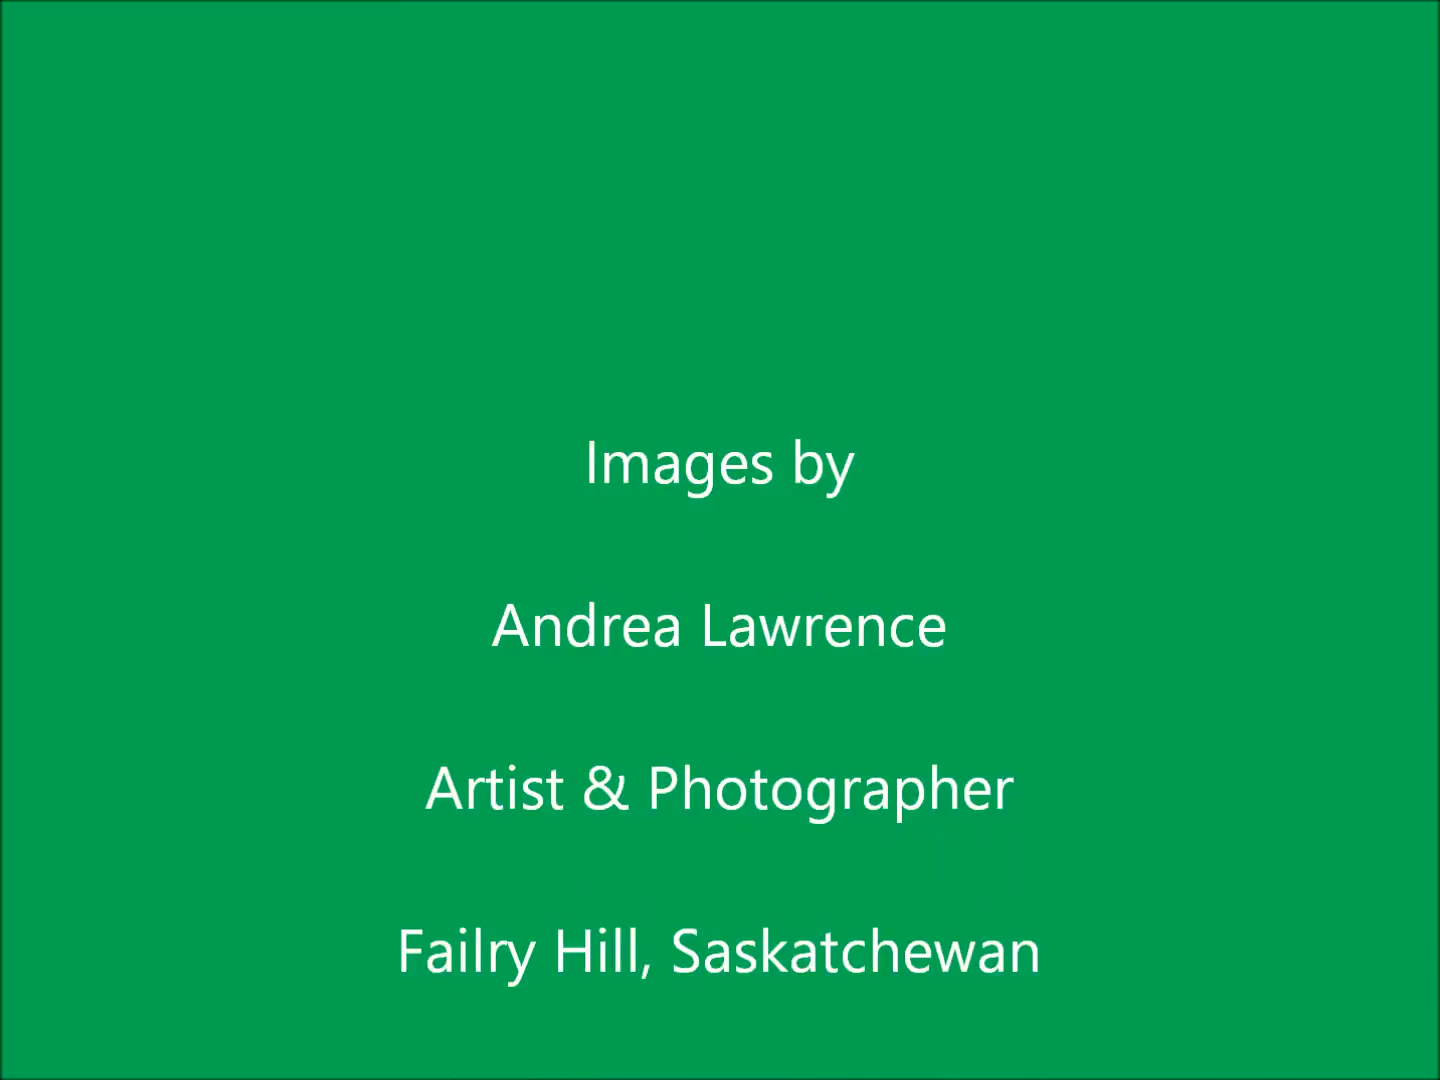 Images by
Andrea Lawrence
Artist & Photographer
Failry Hill, Saskatchewan